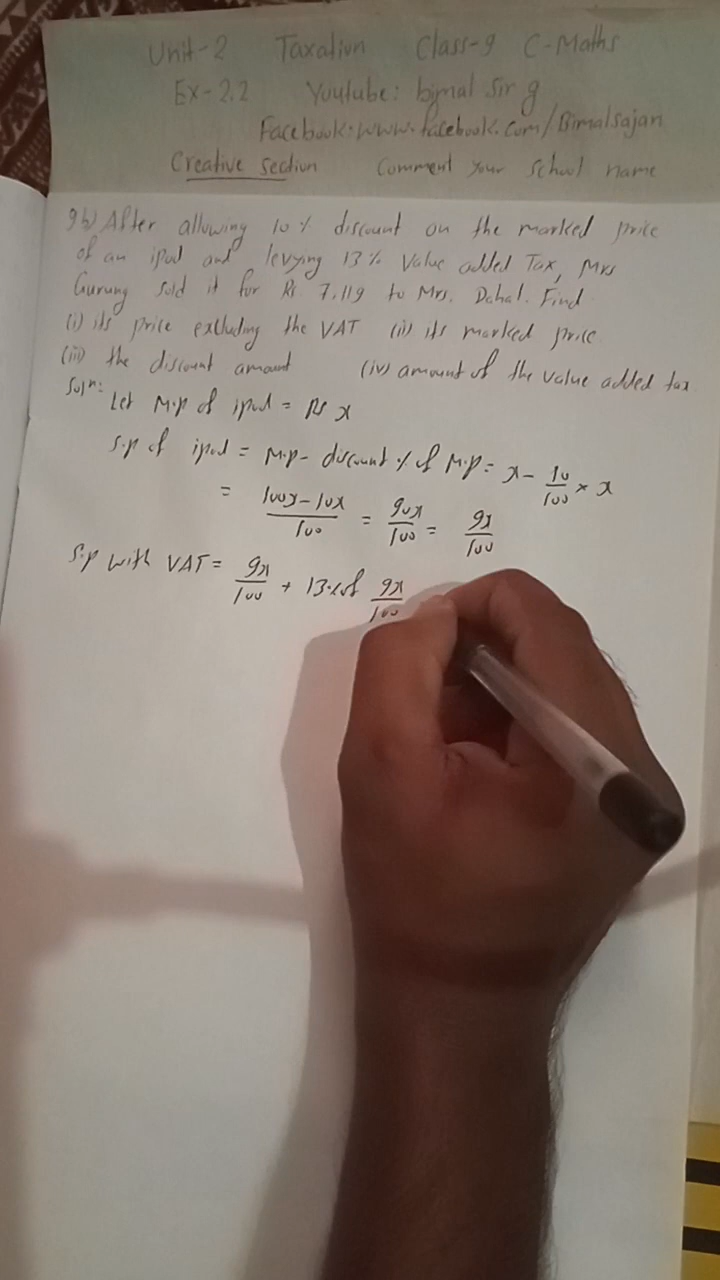 Unit-2 Taxation Class-9 C-Maths
Ex-2.2 Youtube: bimal sir g
Facebook:www.facebook.com/Bimalsajan
Creative section Comment your school name
9b) After allowing 10% discount on the marked price
of an ipod and levying 13% Value added Tax, Mrs
Gurung sold it for Rs 7,119 to Mrs. Dahal. Find
(i) its price excluding the VAT (ii) its marked price
(iii) the discount amount (iv) amount of the value added tax
Soln:
Let M.P of ipod = Rs x
S.P of ipod = M.P - discount % of M.P = x - 10/100 × x
= 100x-10x/100 = 90x/100 = 9x/100
S.P with VAT = 9x/100 + 13% of 9x/100